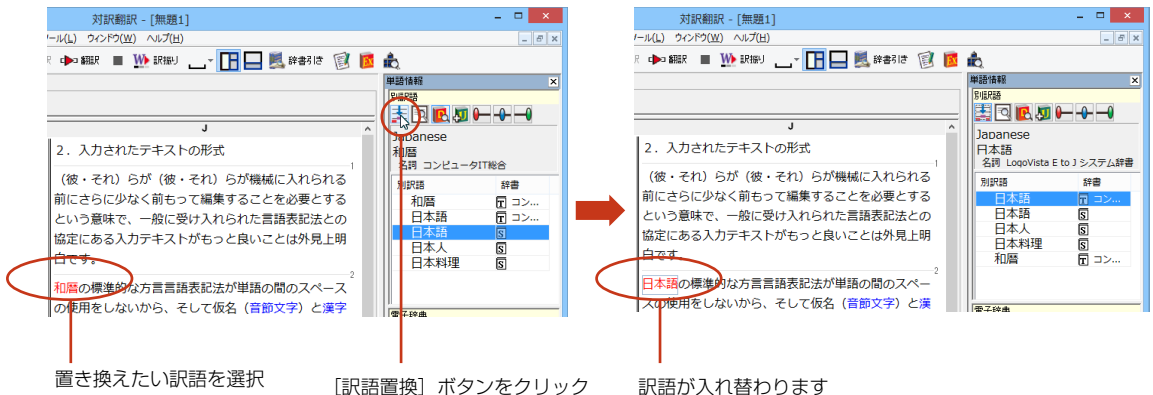 対訳翻訳 - [無題1]
ール(L) ウィンドウ(W) ヘルプ(H)
翻訳 訳振り 辞書引き
単語情報
別訳語
J
Japanese
和暦
名詞 コンピュータIT総合
別訳語 辞書
和暦 T コン...
日本語 T コン...
日本語 S
日本人 S
日本料理 S
2．入力されたテキストの形式
1
（彼・それ）らが（彼・それ）らが機械に入れられる
前にさらに少なく前もって編集することを必要とする
という意味で、一般に受け入れられた言語表記法との
協定にある入力テキストがもっと良いことは外見上明
白です。
2
和暦の標準的な方言言語表記法が単語の間のスペース
の使用をしないから、そして仮名（音節文字）と漢字
電子辞典
置き換えたい訳語を選択
［訳語置換］ボタンをクリック
対訳翻訳 - [無題1]
ール(L) ウィンドウ(W) ヘルプ(H)
翻訳 訳振り 辞書引き
単語情報
別訳語
J
Japanese
日本語
名詞 LogoVista E to J システム辞書
別訳語 辞書
日本語 T コン...
日本語 S
日本人 S
日本料理 S
和暦 T コン...
2．入力されたテキストの形式
1
（彼・それ）らが（彼・それ）らが機械に入れられる
前にさらに少なく前もって編集することを必要とする
という意味で、一般に受け入れられた言語表記法との
協定にある入力テキストがもっと良いことは外見上明
白です。
2
日本語の標準的な方言言語表記法が単語の間のスペー
スの使用をしないから、そして仮名（音節文字）と漢
電子辞典
訳語が入れ替わります